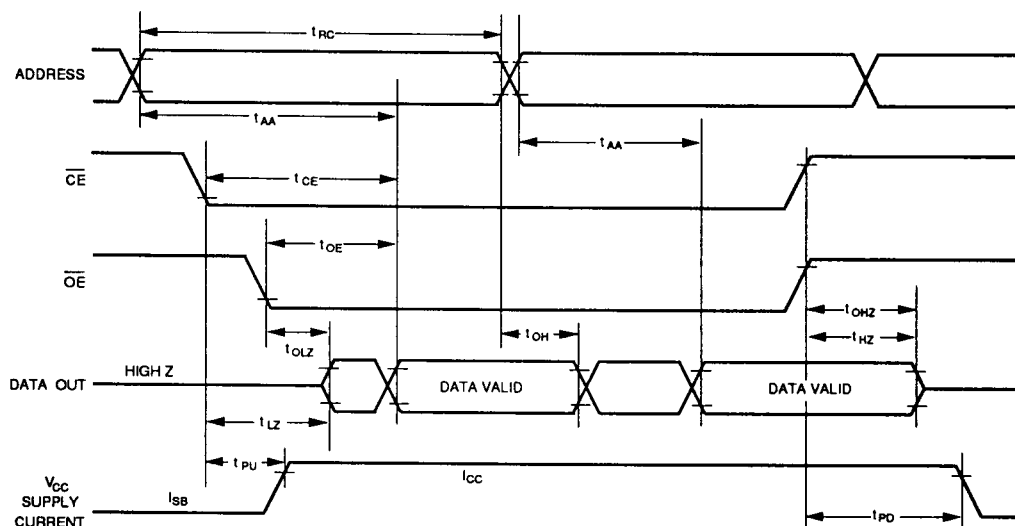 tRC
ADDRESS
tAA
tAA
CE
tCE
OE
tOE
tOHZ
tOH
tHZ
tOLZ
HIGH Z
DATA OUT
DATA VALID
DATA VALID
tLZ
tPU
VCC
SUPPLY
CURRENT
ISB
ICC
tPD